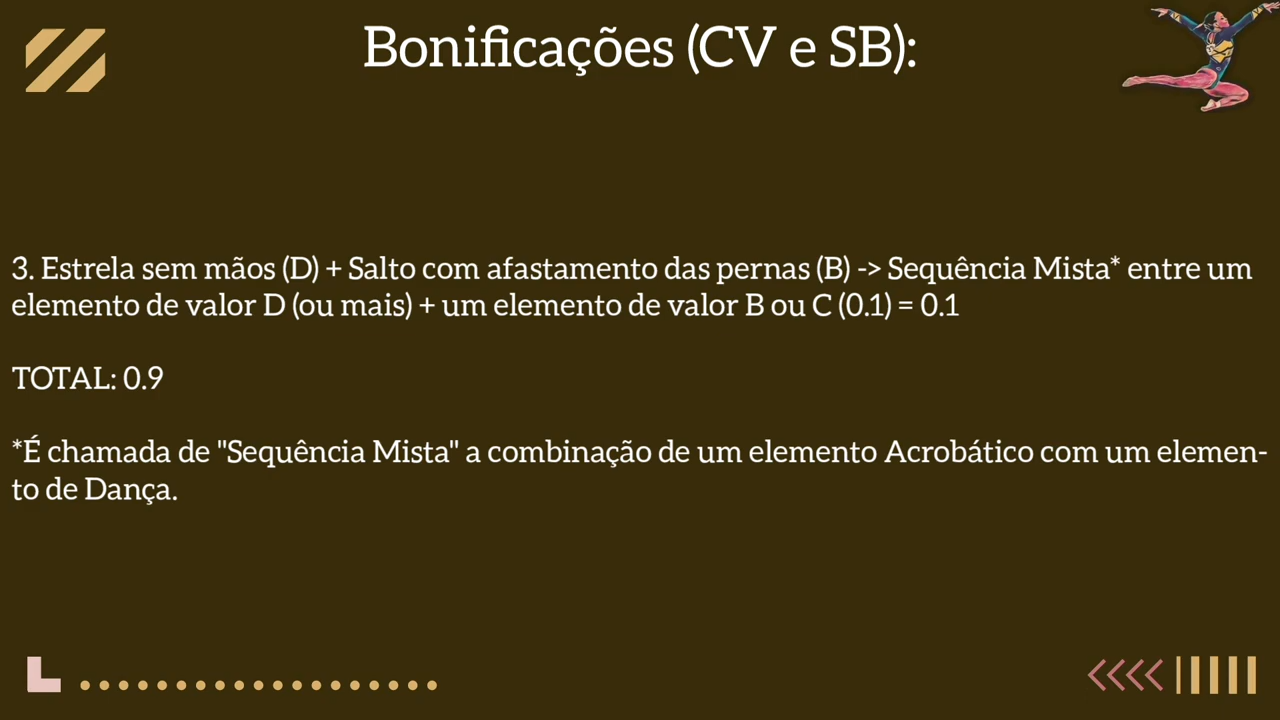 Bonificações (CV e SB):
3. Estrela sem mãos (D) + Salto com afastamento das pernas (B) -> Sequência Mista* entre um
elemento de valor D (ou mais) + um elemento de valor B ou C (0.1) = 0.1
TOTAL: 0.9
*É chamada de "Sequência Mista" a combinação de um elemento Acrobático com um elemen-
to de Dança.